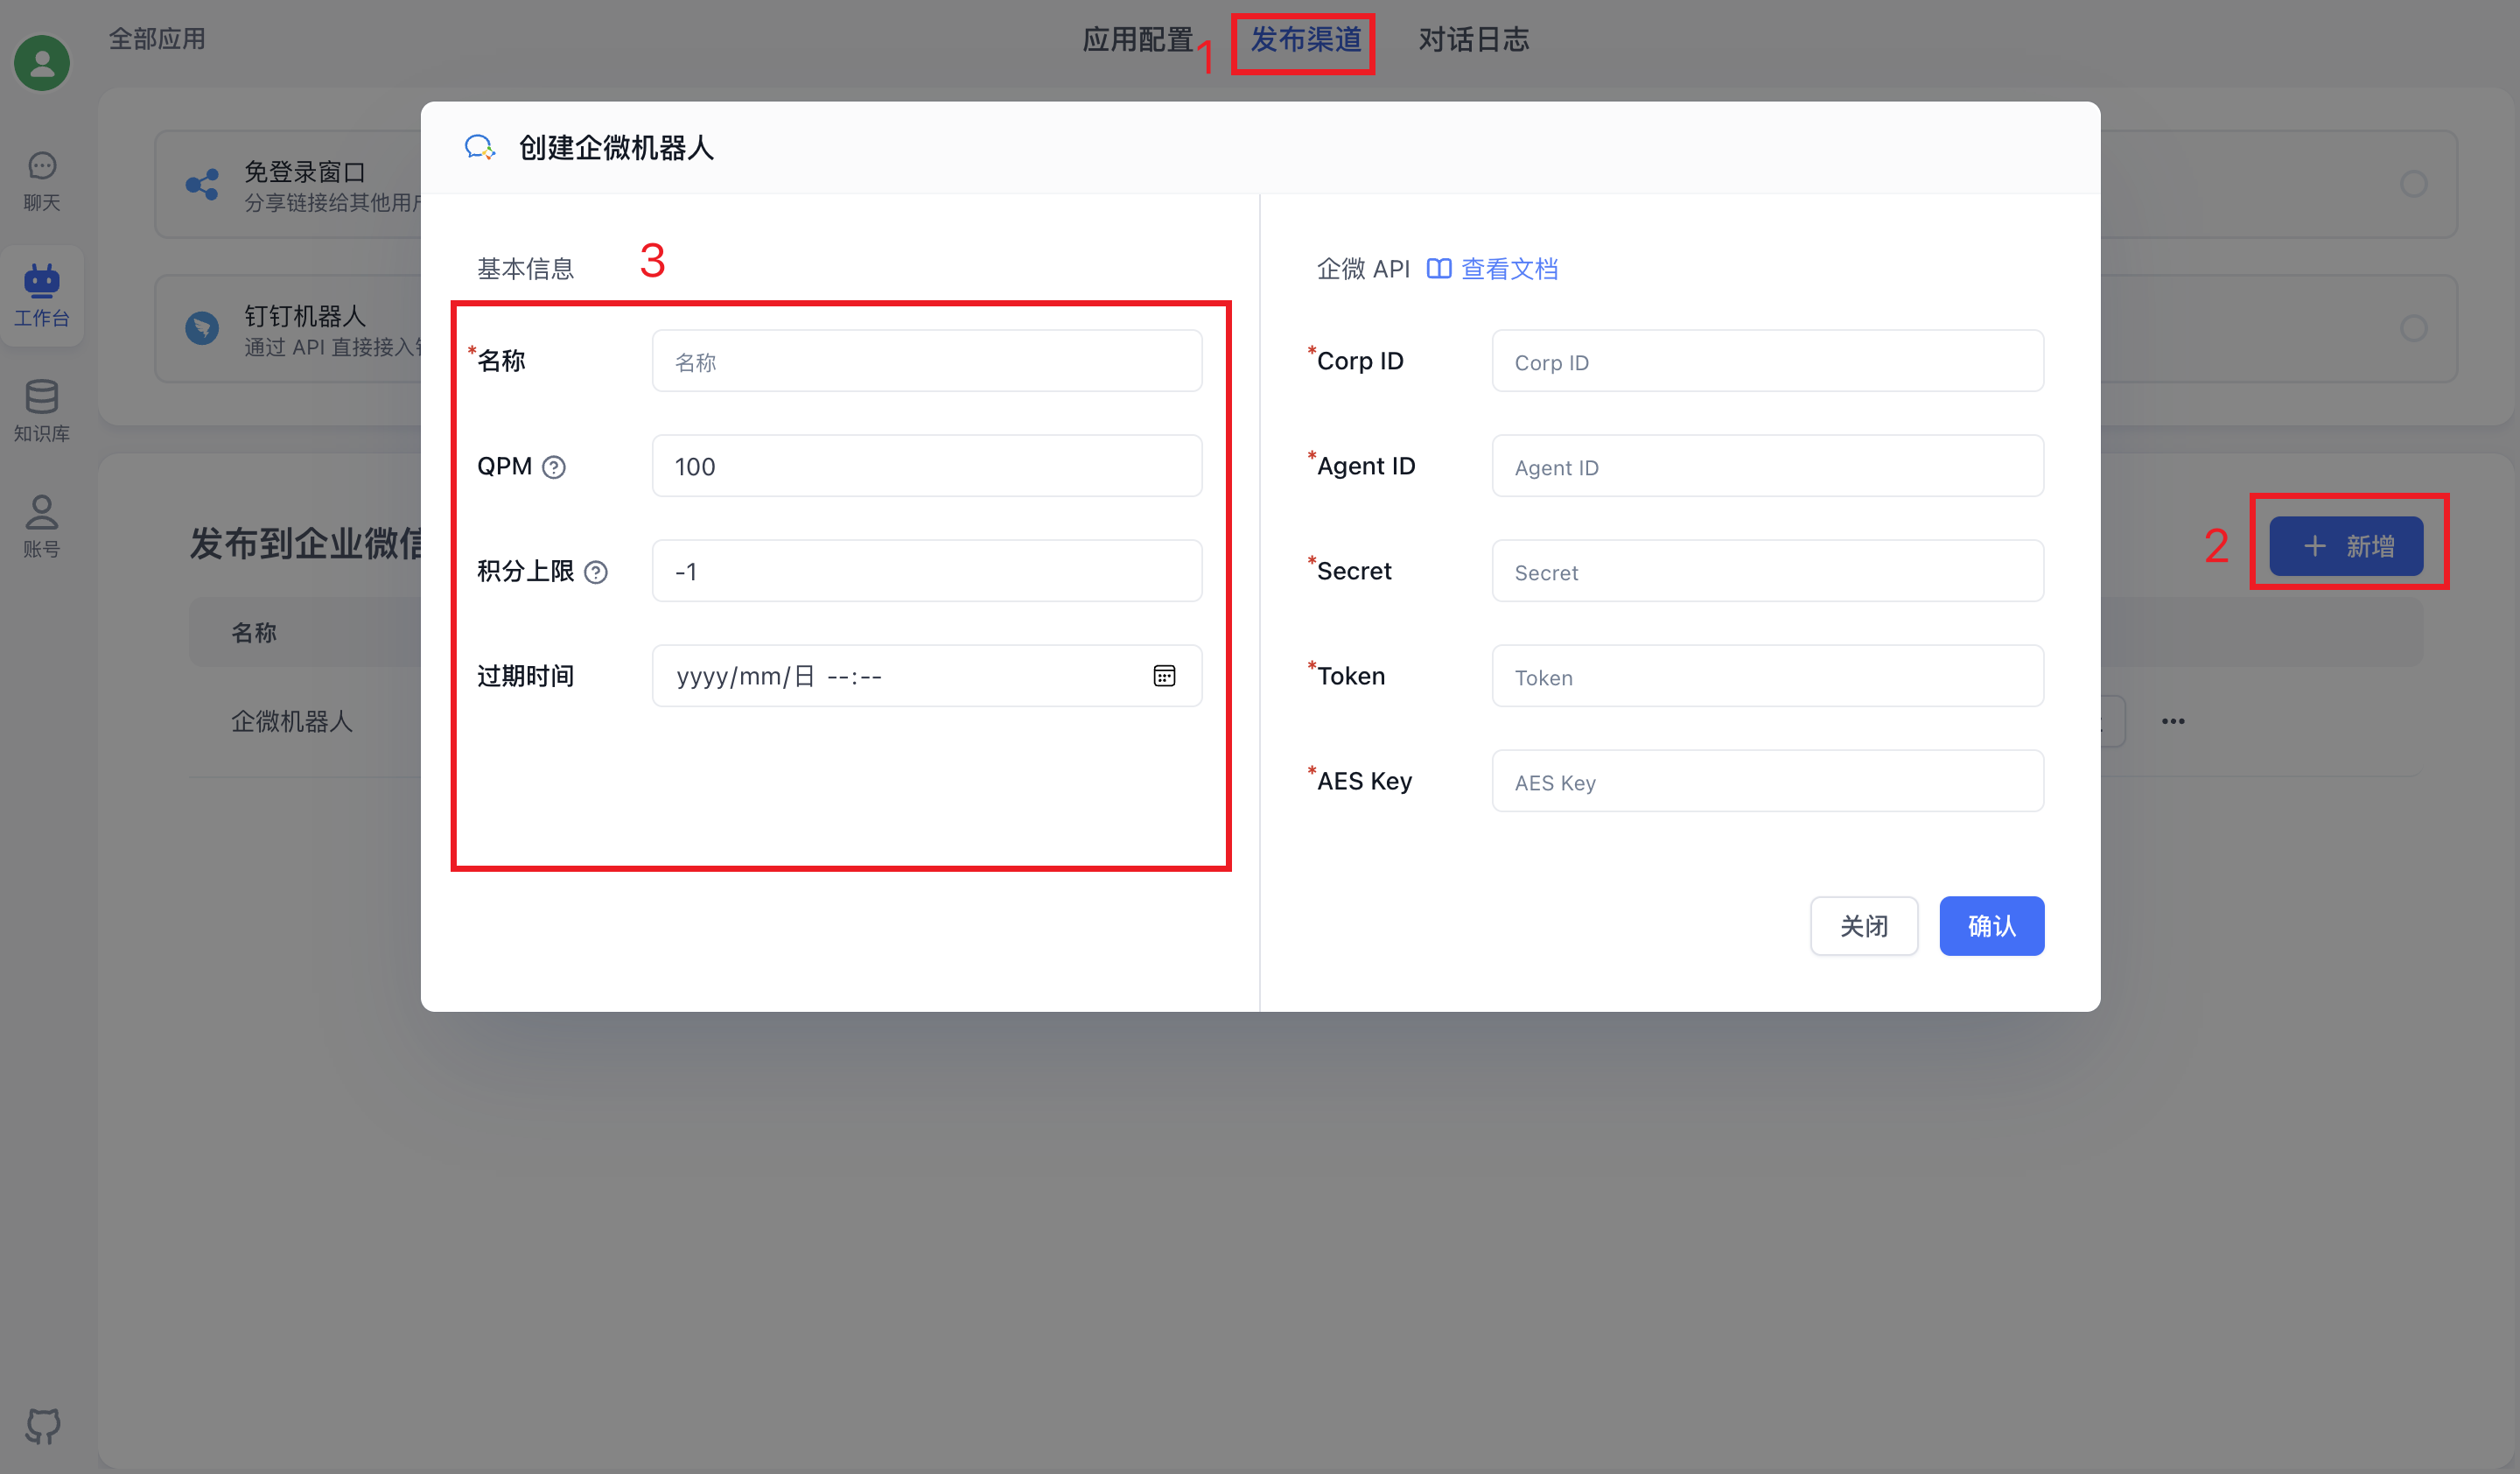 全部应用
应用配置
1
发布渠道
对话日志
聊天
工作台
知识库
账号
免登录窗口
分享链接给其他用户
钉钉机器人
通过 API 直接接入
创建企微机器人
基本信息
3
*名称
名称
QPM
100
积分上限
-1
过期时间
yyyy/mm/日 --:--
企微 API 查看文档
*Corp ID
Corp ID
*Agent ID
Agent ID
*Secret
Secret
*Token
Token
*AES Key
AES Key
关闭
确认
发布到企业微信
2
新增
名称
企微机器人